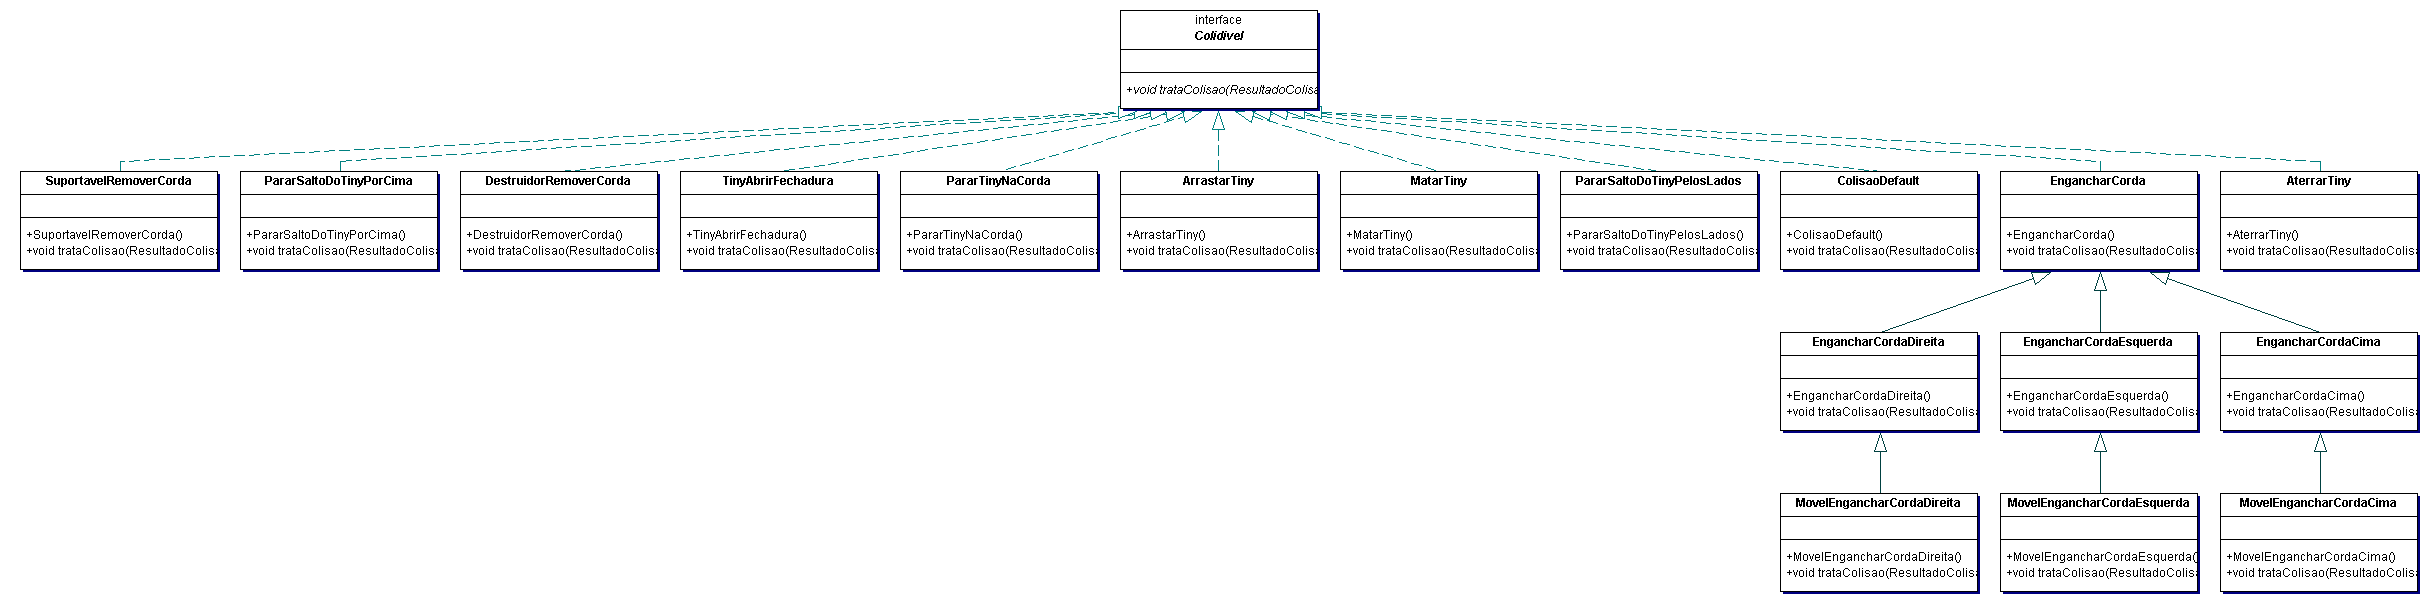 interface
Colidivel
+void trataColisao(ResultadoColisa
SuportavelRemoverCorda
+SuportavelRemoverCorda()
+void trataColisao(ResultadoColisa
PararSaltoDoTinyPorCima
+PararSaltoDoTinyPorCima()
+void trataColisao(ResultadoColisa
DestruidorRemoverCorda
+DestruidorRemoverCorda()
+void trataColisao(ResultadoColisa
TinyAbrirFechadura
+TinyAbrirFechadura()
+void trataColisao(ResultadoColisa
PararTinyNaCorda
+PararTinyNaCorda()
+void trataColisao(ResultadoColisa
ArrastarTiny
+ArrastarTiny()
+void trataColisao(ResultadoColisa
MatarTiny
+MatarTiny()
+void trataColisao(ResultadoColisa
PararSaltoDoTinyPelosLados
+PararSaltoDoTinyPelosLados()
+void trataColisao(ResultadoColisa
ColisaoDefault
+ColisaoDefault()
+void trataColisao(ResultadoColisa
EngancharCorda
+EngancharCorda()
+void trataColisao(ResultadoColisa
AterrarTiny
+AterrarTiny()
+void trataColisao(ResultadoColisa
EngancharCordaDireita
+EngancharCordaDireita()
+void trataColisao(ResultadoColisa
EngancharCordaEsquerda
+EngancharCordaEsquerda()
+void trataColisao(ResultadoColisa
EngancharCordaCima
+EngancharCordaCima()
+void trataColisao(ResultadoColisa
MovelEngancharCordaDireita
+MovelEngancharCordaDireita()
+void trataColisao(ResultadoColisa
MovelEngancharCordaEsquerda
+MovelEngancharCordaEsquerda()
+void trataColisao(ResultadoColisa
MovelEngancharCordaCima
+MovelEngancharCordaCima()
+void trataColisao(ResultadoColisa